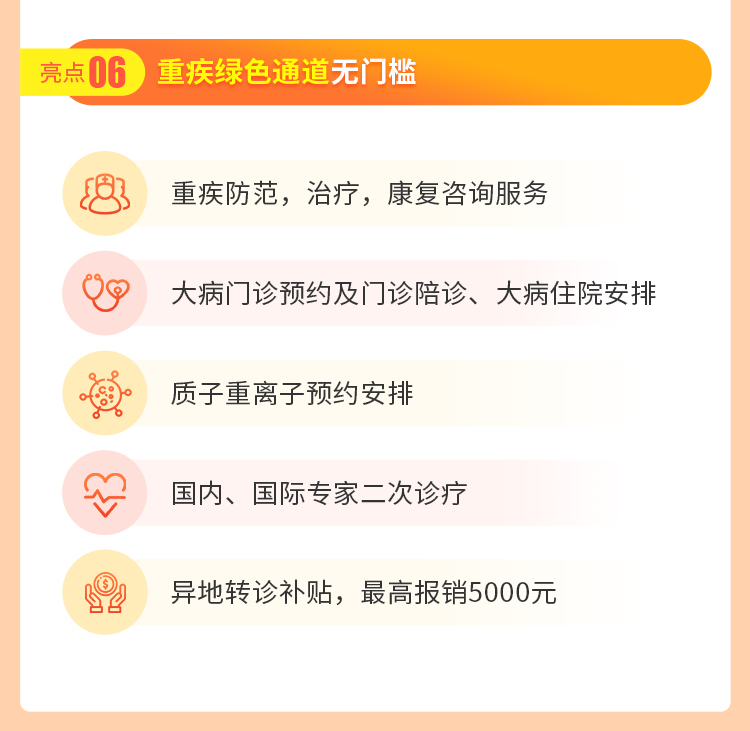 亮点06 重疾绿色通道无门槛
重疾防范，治疗，康复咨询服务
大病门诊预约及门诊陪诊、大病住院安排
质子重离子预约安排
国内、国际专家二次诊疗
异地转诊补贴，最高报销5000元